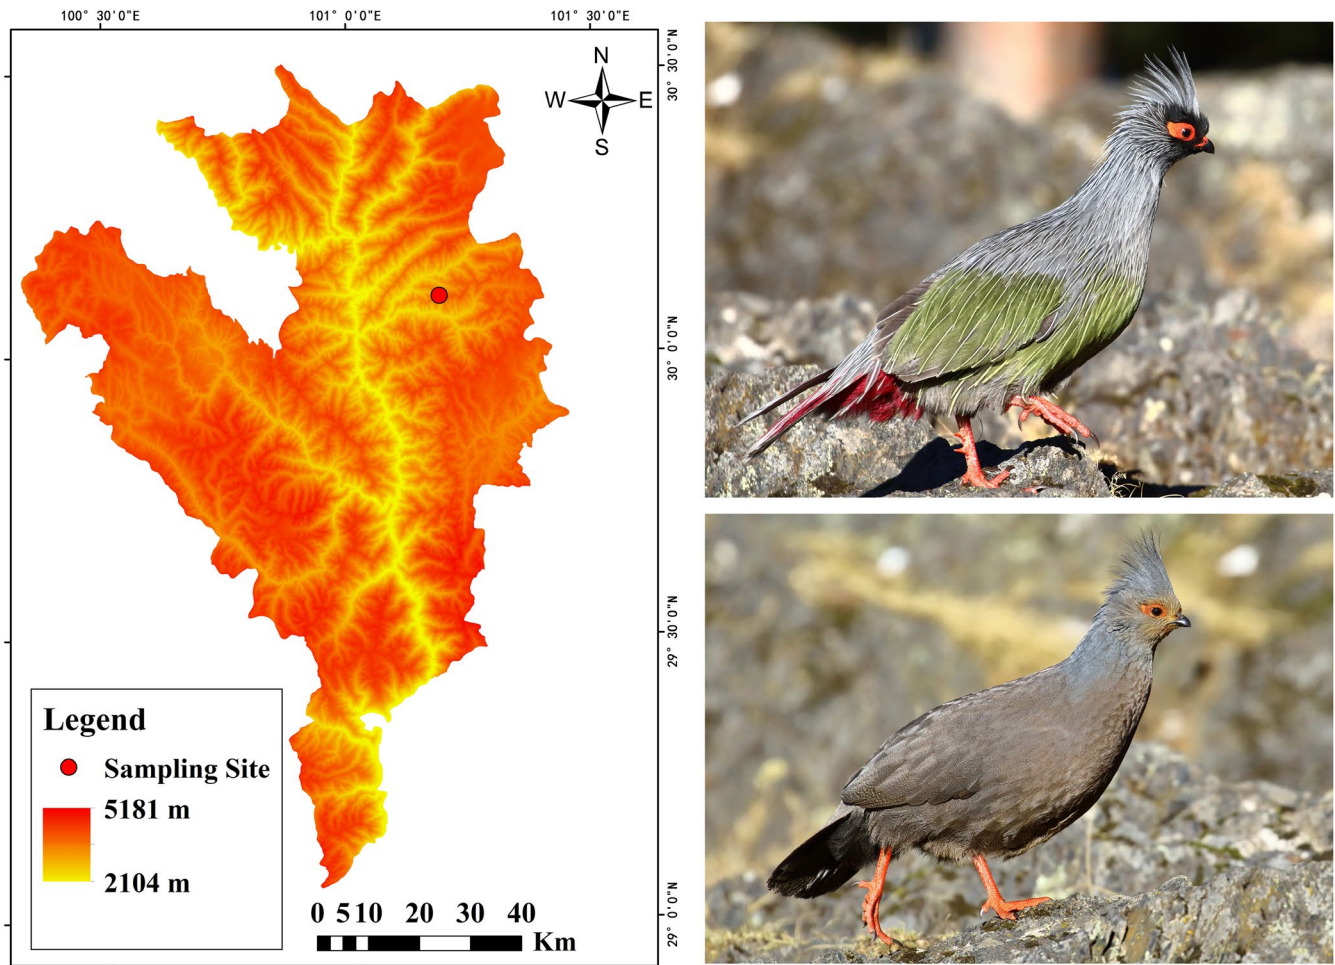 100° 30'0"E
101° 0'0"E
101° 30'0"E
N
W
E
S
30° 30'0"N
30° 0'0"N
29° 30'0"N
29° 0'0"N
Legend
Sampling Site
5181 m
2104 m
0 5 10 20 30 40
Km